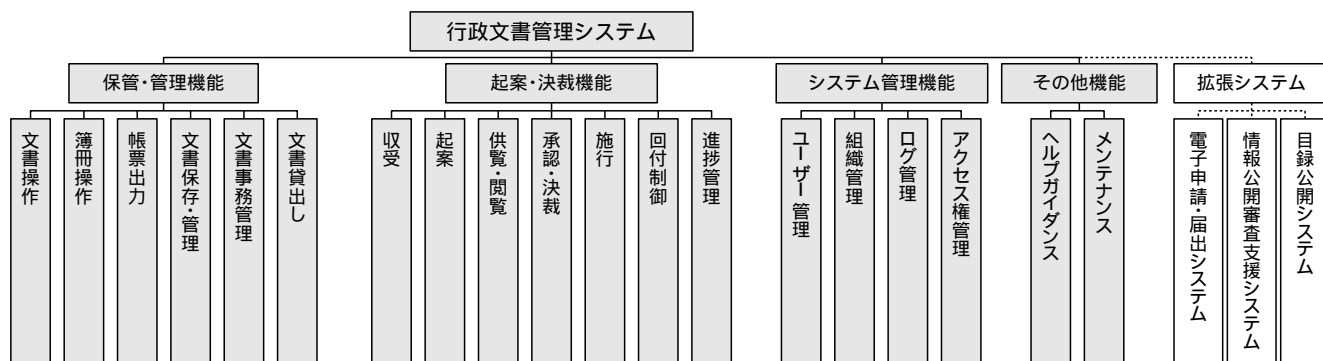 行政文書管理システム
保管・管理機能
起案・決裁機能
システム管理機能
その他機能
拡張システム
文書操作
簿冊操作
帳票出力
文書保存・管理
文書事務管理
文書貸出し
収受
起案
供覧・閲覧
承認・決裁
施行
回付制御
進捗管理
ユーザー管理
組織管理
ログ管理
アクセス権管理
ヘルプガイダンス
メンテナンス
電子申請・届出システム
情報公開審査支援システム
目録公開システム